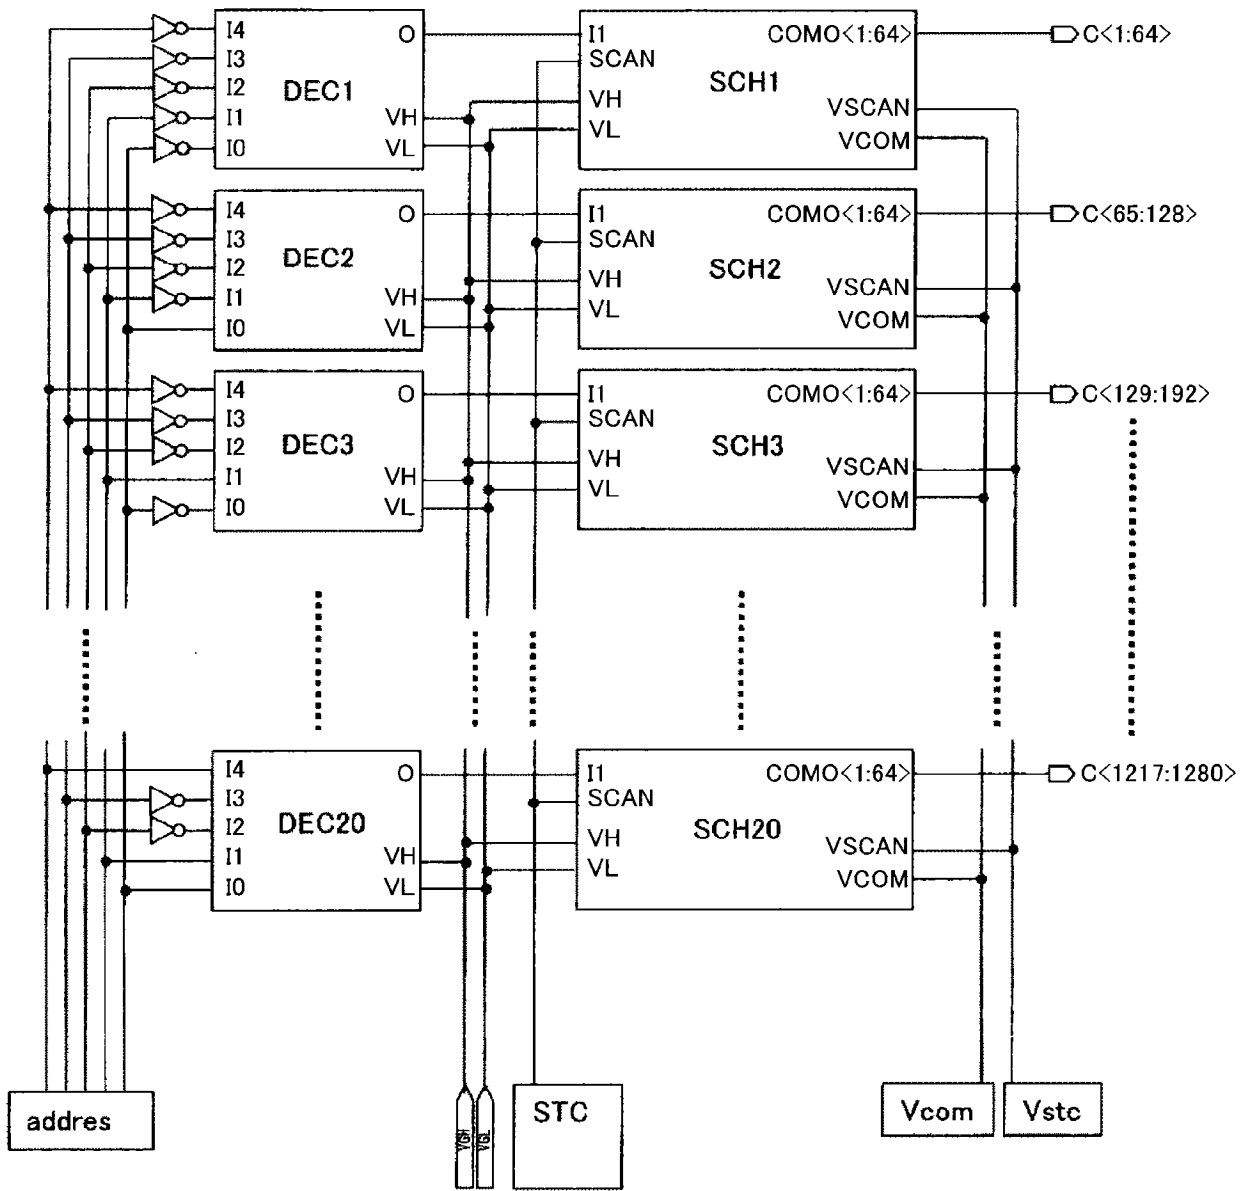 I4 O I1 COMO<1:64> C<1:64>
I3 SCAN
I2 DEC1 SCH1
I1 VH VH VSCAN
I0 VL VL VCOM
I4 O I1 COMO<1:64> C<65:128>
I3 SCAN
I2 DEC2 SCH2
I1 VH VH VSCAN
I0 VL VL VCOM
I4 O I1 COMO<1:64> C<129:192>
I3 SCAN
I2 DEC3 SCH3
I1 VH VH VSCAN
I0 VL VL VCOM
I4 O I1 COMO<1:64> C<1217:1280>
I3 SCAN
I2 DEC20 SCH20
I1 VH VH VSCAN
I0 VL VL VCOM
addres VGH VGL STC Vcom Vstc